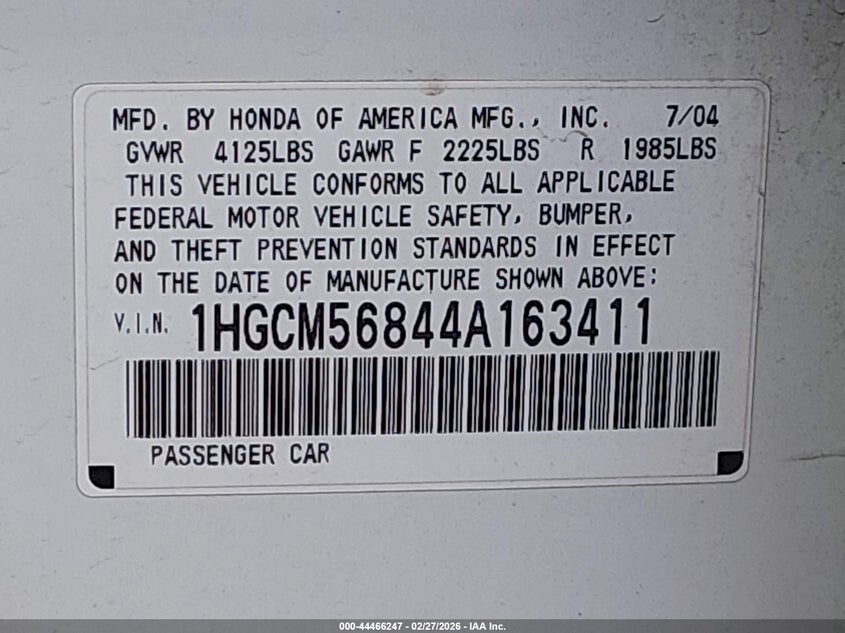 MFD. BY HONDA OF AMERICA MFG., INC. 7/04
GVWR 4125LBS GAWR F 2225LBS R 1985LBS
THIS VEHICLE CONFORMS TO ALL APPLICABLE
FEDERAL MOTOR VEHICLE SAFETY, BUMPER,
AND THEFT PREVENTION STANDARDS IN EFFECT
ON THE DATE OF MANUFACTURE SHOWN ABOVE:
V.I.N. 1HGCM56844A163411
PASSENGER CAR
000-44466247 - 02/27/2026 - IAA Inc.